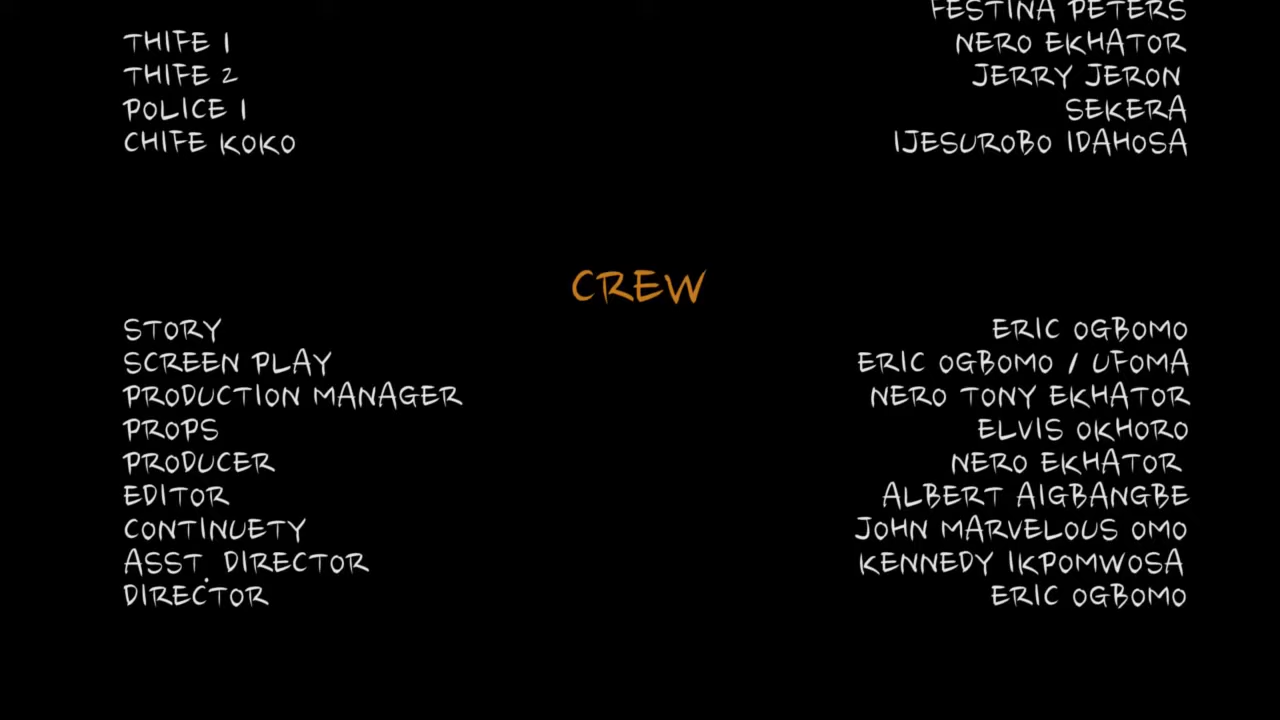 FESTINA PETERS
THIFE 1 NERO EKHATOR
THIFE 2 JERRY JERON
POLICE 1 SEKERA
CHIFE KOKO IJESUROBO IDAHOSA
CREW
STORY ERIC OGBOMO
SCREEN PLAY ERIC OGBOMO / UFOMA
PRODUCTION MANAGER NERO TONY EKHATOR
PROPS ELVIS OKHORO
PRODUCER NERO EKHATOR
EDITOR ALBERT AIGBANGBE
CONTINUETY JOHN MARVELOUS OMO
ASST. DIRECTOR KENNEDY IKPOMWOSA
DIRECTOR ERIC OGBOMO